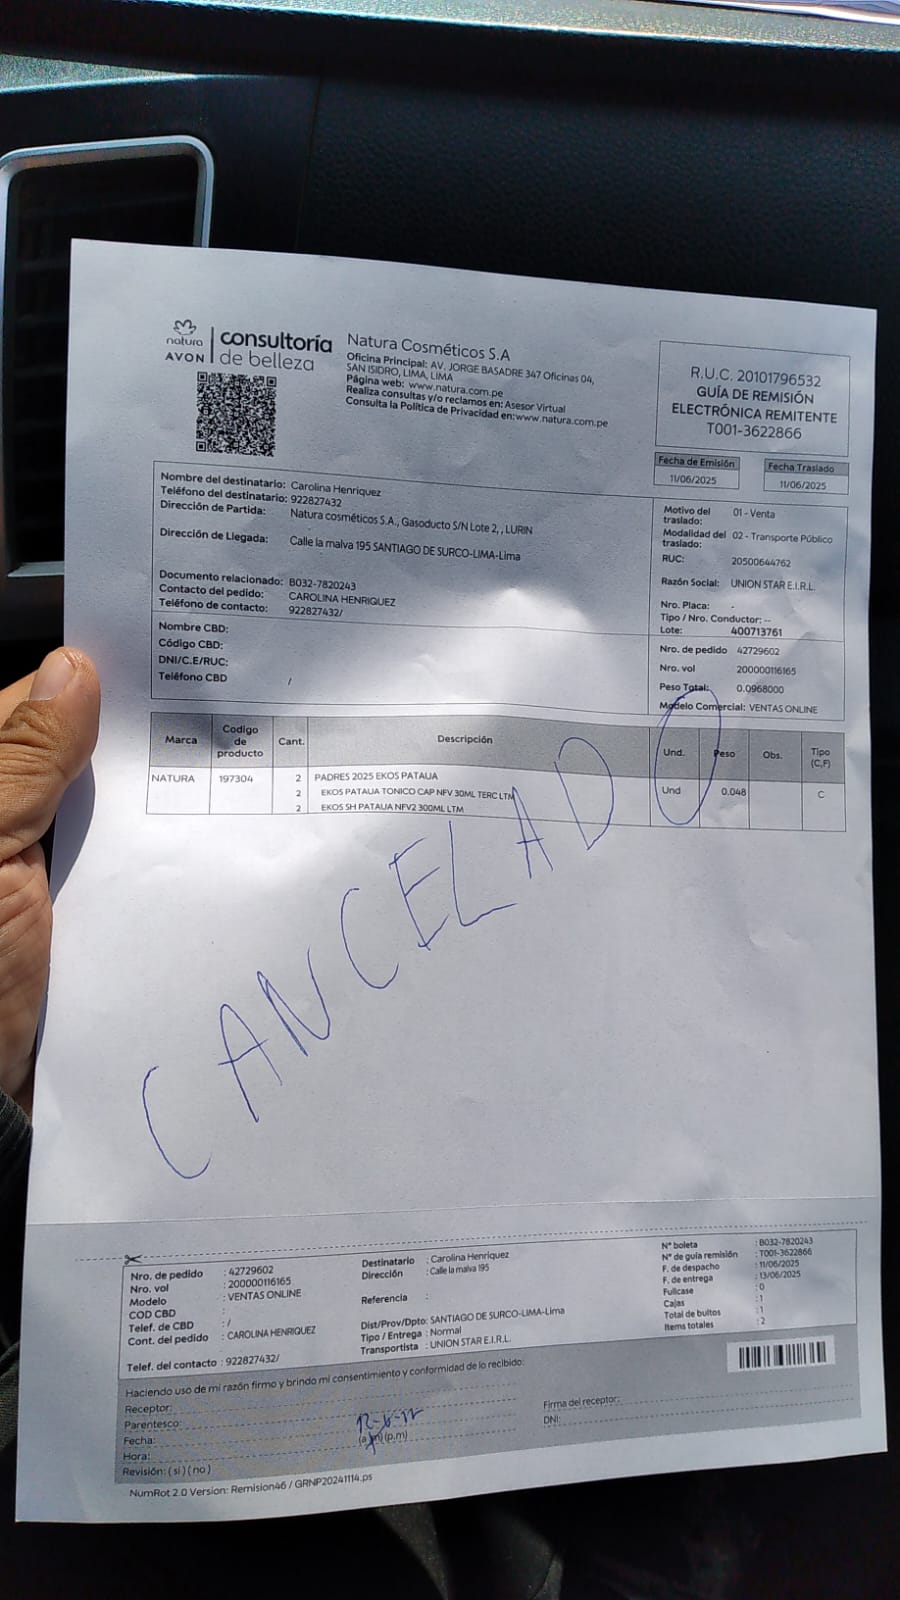 natura
AVON
consultoría
de belleza
Natura Cosméticos S.A
Oficina Principal: AV. JORGE BASADRE 347 Oficinas 04,
SAN ISIDRO, LIMA, LIMA
Página web: www.natura.com.pe
Realiza consultas y/o reclamos en: Asesor Virtual
Consulta la Política de Privacidad en:www.natura.com.pe
R.U.C. 20101796532
GUÍA DE REMISIÓN
ELECTRÓNICA REMITENTE
T001-3622866
Fecha de Emisión
11/06/2025
Fecha Traslado
11/06/2025
Nombre del destinatario: Carolina Henriquez
Teléfono del destinatario: 922827432
Dirección de Partida: Natura cosméticos S.A., Gasoducto S/N Lote 2, , LURIN
Dirección de Llegada: Calle la malva 195 SANTIAGO DE SURCO-LIMA-Lima
Documento relacionado: B032-7820243
Contacto del pedido: CAROLINA HENRIQUEZ
Teléfono de contacto: 922827432/
Nombre CBD:
Código CBD:
DNI/C.E/RUC:
Teléfono CBD /
Motivo del traslado: 01 - Venta
Modalidad del traslado: 02 - Transporte Público
RUC: 20500644762
Razón Social: UNION STAR E.I.R.L.
Nro. Placa: -
Tipo / Nro. Conductor: --
Lote: 400713761
Nro. de pedido 42729602
Nro. vol 200000116165
Peso Total: 0.0968000
Modelo Comercial: VENTAS ONLINE
Marca Codigo de producto Cant. Descripción Und. Peso Obs. Tipo (C,F)
NATURA 197304 2 PADRES 2025 EKOS PATAUA
2 EKOS PATAUA TONICO CAP NFV 30ML TERC LTM Und 0.048 C
2 EKOS SH PATAUA NFV2 300ML LTM
CANCELADO
Nro. de pedido : 42729602
Nro. vol : 200000116165
Modelo : VENTAS ONLINE
COD CBD :
Telef. de CBD : /
Cont. del pedido : CAROLINA HENRIQUEZ
Telef. del contacto : 922827432/
Destinatario : Carolina Henriquez
Dirección : Calle la malva 195
Referencia :
Dist/Prov/Dpto: SANTIAGO DE SURCO-LIMA-Lima
Tipo / Entrega : Normal
Transportista : UNION STAR E.I.R.L.
N° boleta : B032-7820243
N° de guía remisión : T001-3622866
F. de despacho : 11/06/2025
F. de entrega : 13/06/2025
Fullcase : 0
Cajas : 1
Total de bultos : 1
Items totales : 2
Haciendo uso de mi razón firmo y brindo mi consentimiento y conformidad de lo recibido:
Receptor:
Parentesco:
Fecha:
Hora: (a.m) (p.m)
Revisión: ( si ) ( no )
Firma del receptor:
DNI:
NumRot 2.0 Version: Remision46 / GRNP20241114.ps